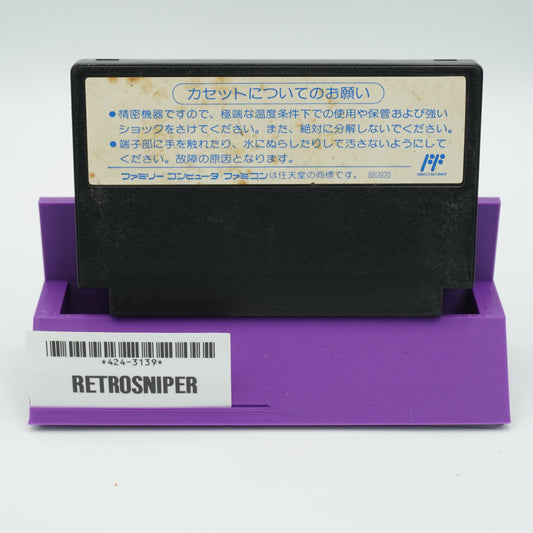 カセットについてのお願い
●精密機器ですので、極端な温度条件下での使用や保管および強い
ショックをさけてください。また、絶対に分解しないでください。
●端子部に手を触れたり、水にぬらしたりして汚さないようにして
ください。故障の原因となります。
ファミリーコンピュータ・ファミコンは任天堂の商標です。 BB0920
FF
*424-3139*
RETROSNIPER